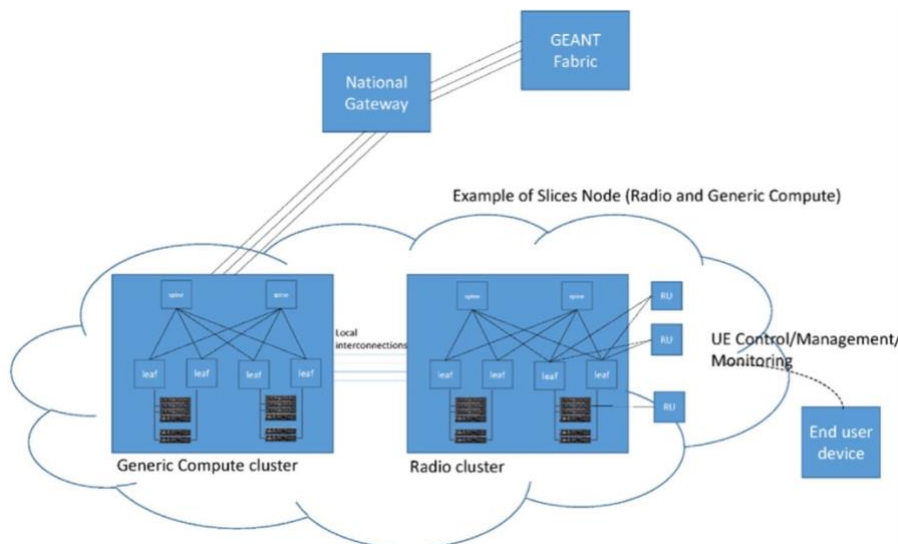 GEANT
Fabric
National
Gateway
Example of Slices Node (Radio and Generic Compute)
spine
spine
spine
spine
RU
Local
interconnections
RU
UE Control/Management/
Monitoring
leaf
leaf
leaf
leaf
leaf
leaf
leaf
leaf
RU
End user
device
Generic Compute cluster
Radio cluster